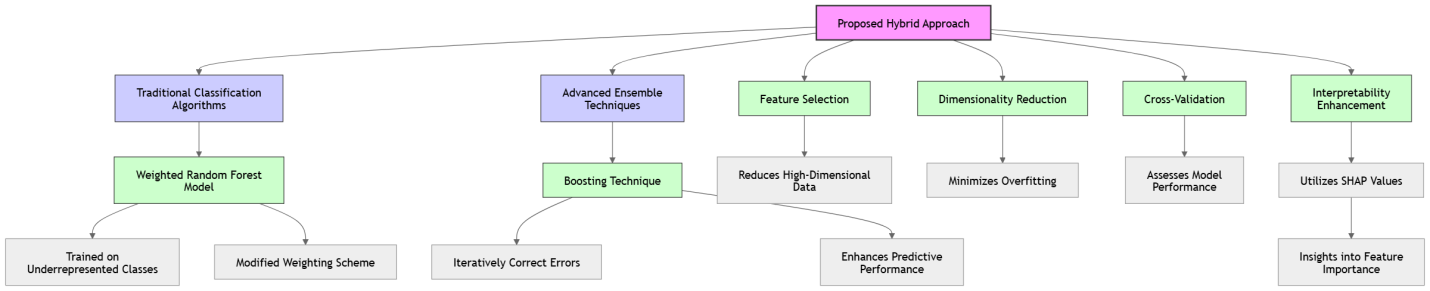 Proposed Hybrid Approach
Traditional Classification
Algorithms
Advanced Ensemble
Techniques
Feature Selection
Dimensionality Reduction
Cross-Validation
Interpretability
Enhancement
Weighted Random Forest
Model
Boosting Technique
Reduces High-Dimensional
Data
Minimizes Overfitting
Assesses Model
Performance
Utilizes SHAP Values
Trained on
Underrepresented Classes
Modified Weighting Scheme
Iteratively Correct Errors
Enhances Predictive
Performance
Insights into Feature
Importance